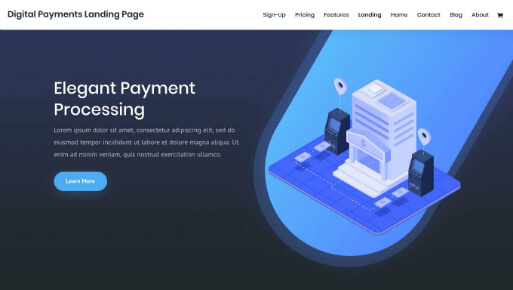 Digital Payments Landing Page
Sign-Up Pricing Features Landing Home Contact Blog About
Elegant Payment
Processing
Lorem ipsum dolor sit amet, consectetur adipiscing elit, sed do
eiusmod tempor incididunt ut labore et dolore magna aliqua. Ut
enim ad minim veniam, quis nostrud exercitation ullamco.
Learn More